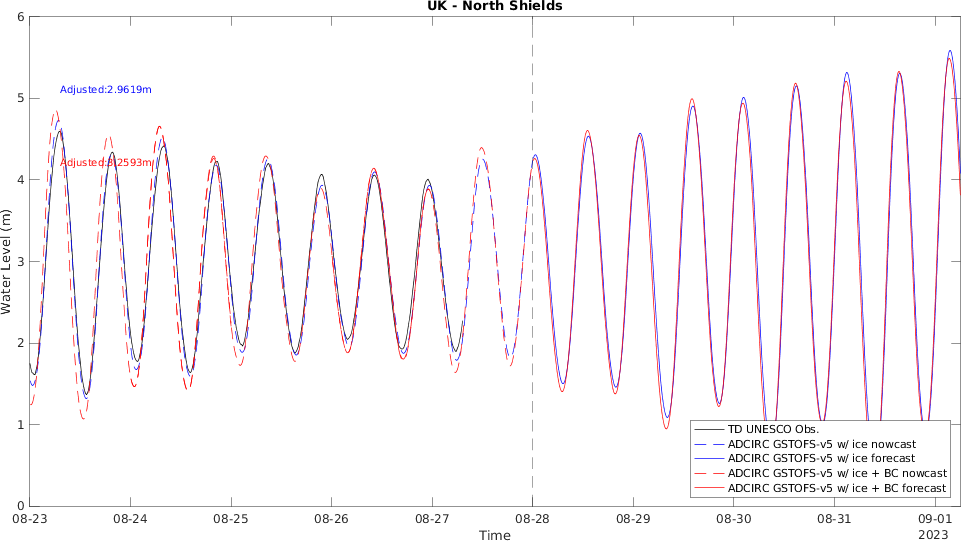 UK - North Shields
6
5
4
3
2
1
0
Water Level (m)
Adjusted:2.9619m
Adjusted:3.2593m
TD UNESCO Obs.
ADCIRC GSTOFS-v5 w/ ice nowcast
ADCIRC GSTOFS-v5 w/ ice forecast
ADCIRC GSTOFS-v5 w/ ice + BC nowcast
ADCIRC GSTOFS-v5 w/ ice + BC forecast
08-23 08-24 08-25 08-26 08-27 08-28 08-29 08-30 08-31 09-01
2023
Time